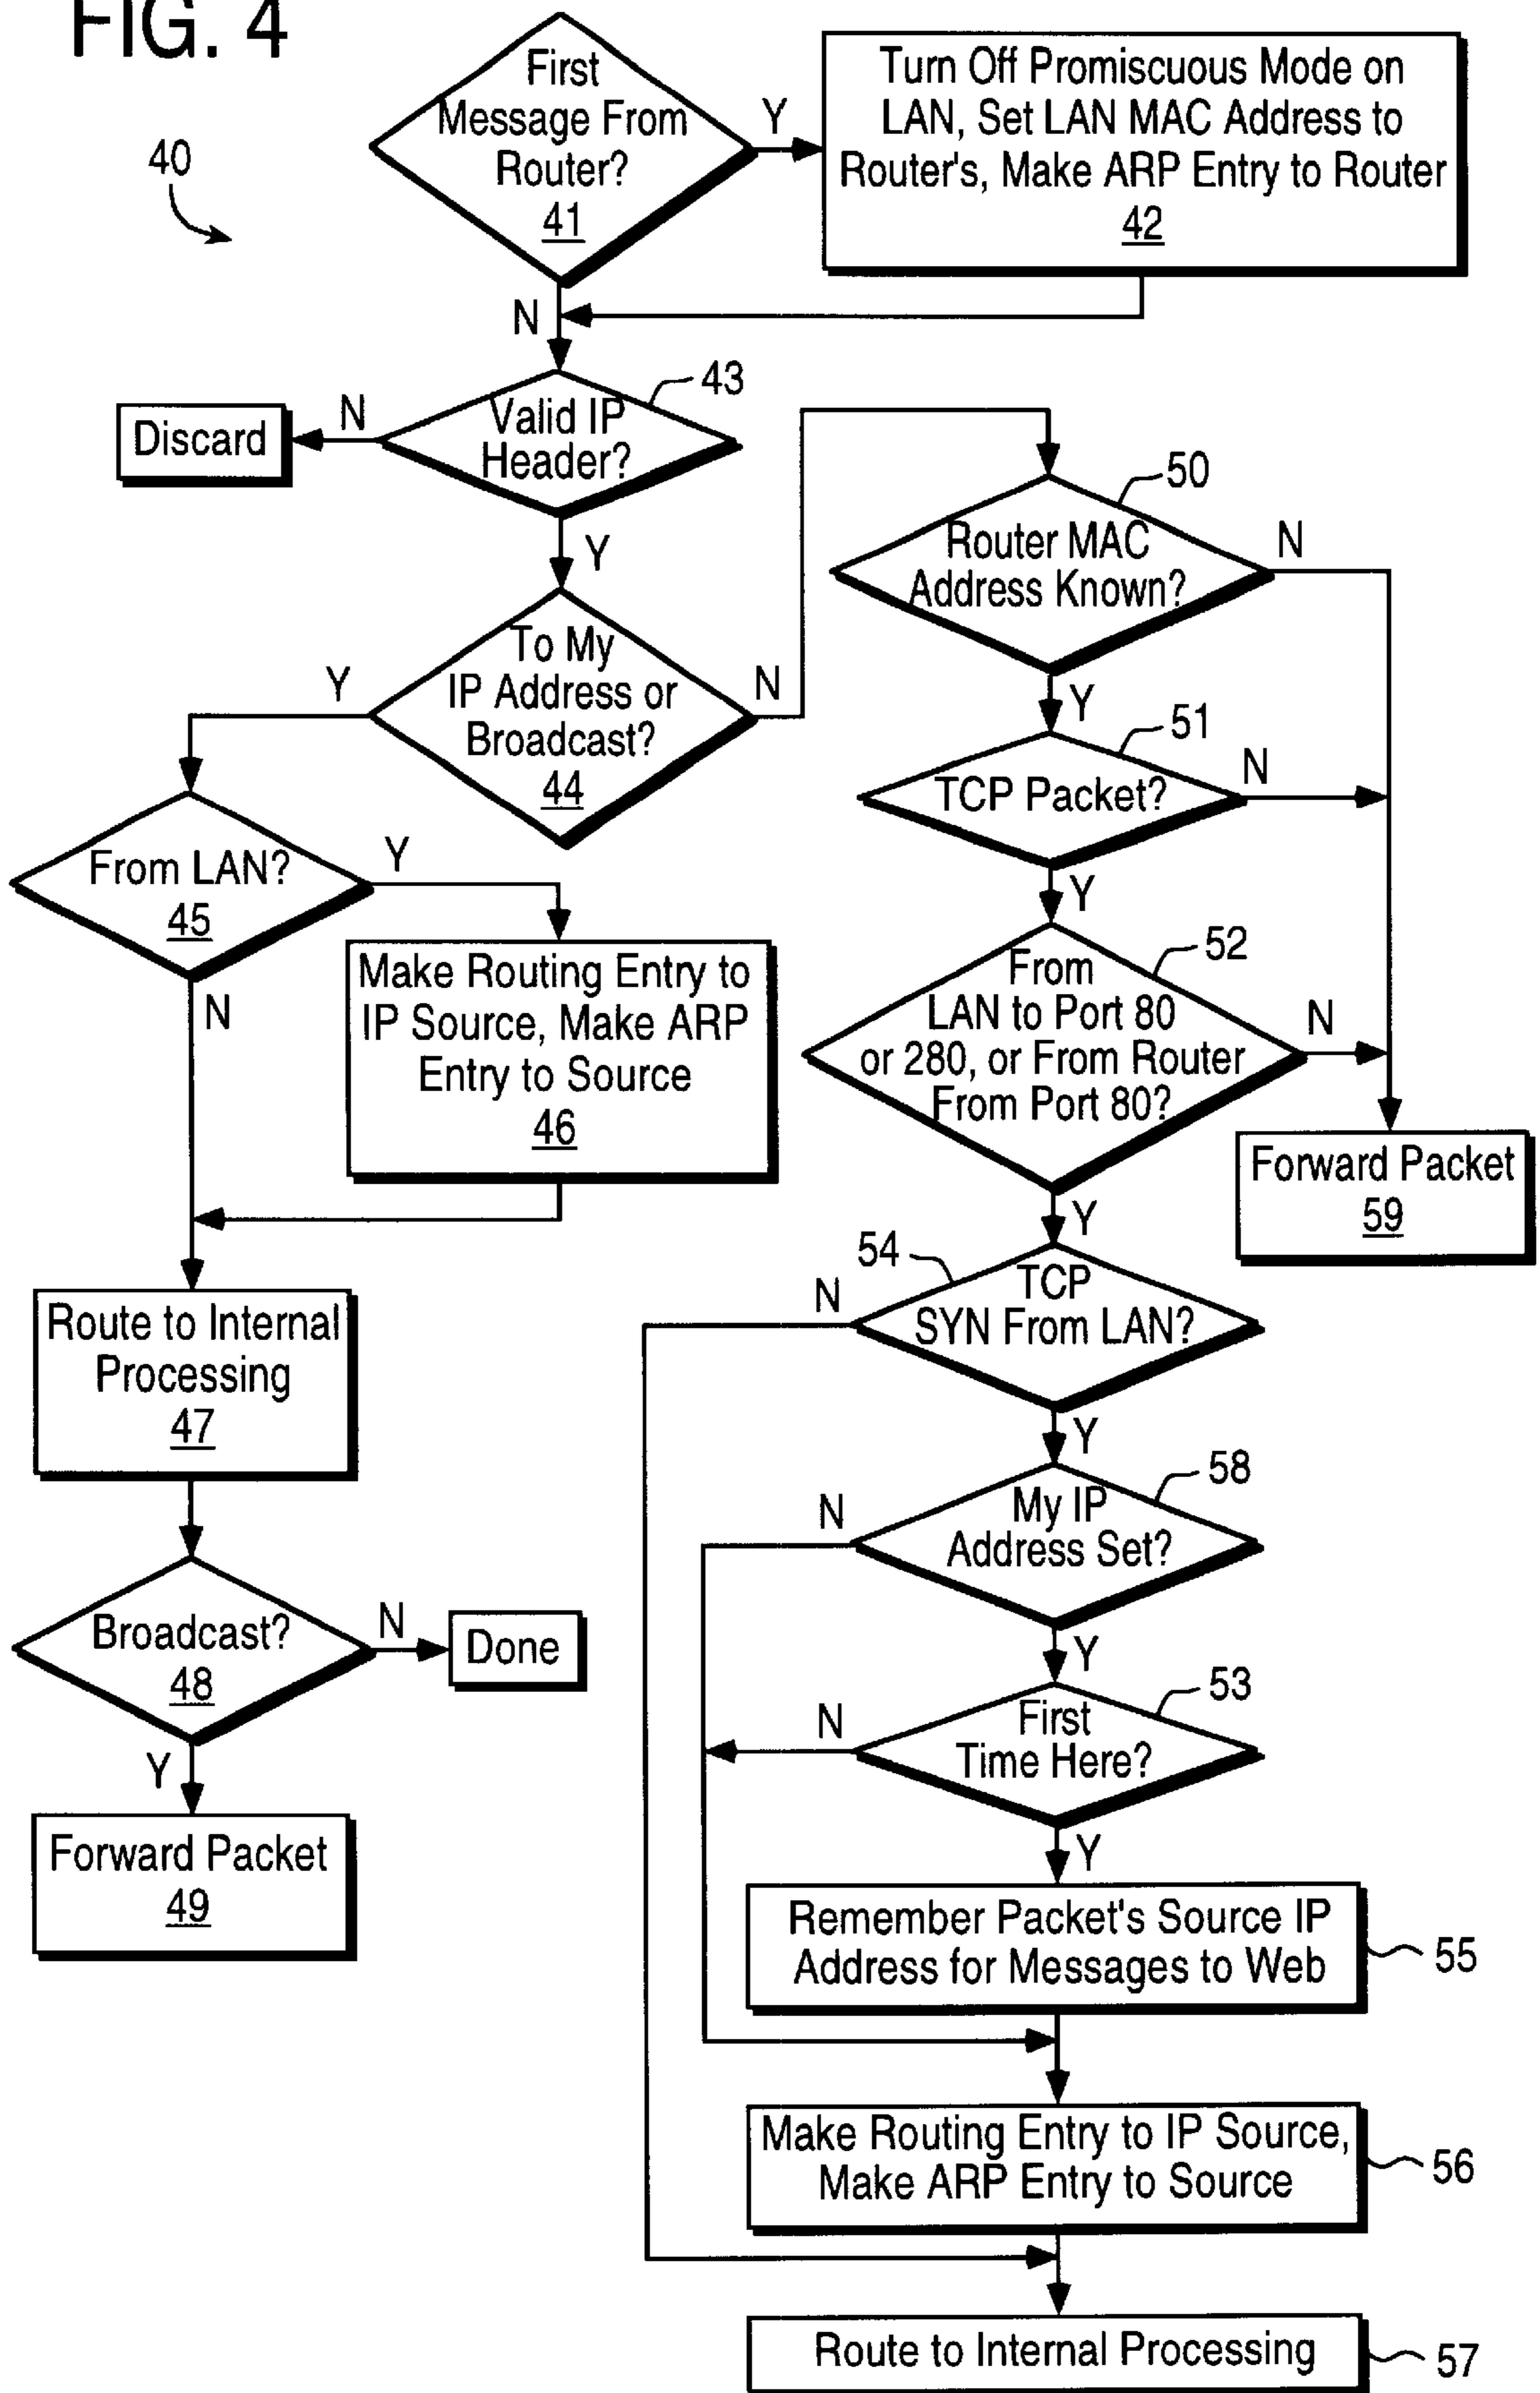 FIG. 4
40
First
Message From
Router?
41
Y
Turn Off Promiscuous Mode on
LAN, Set LAN MAC Address to
Router's, Make ARP Entry to Router
42
N
Valid IP
Header?
43
N
Discard
Y
To My
IP Address or
Broadcast?
44
Y
N
From LAN?
45
Y
N
Make Routing Entry to
IP Source, Make ARP
Entry to Source
46
Route to Internal
Processing
47
Broadcast?
48
N
Done
Y
Forward Packet
49
Router MAC
Address Known?
50
N
Y
TCP Packet?
51
N
Y
From
LAN to Port 80
or 280, or From Router
From Port 80?
52
N
Forward Packet
59
Y
TCP
SYN From LAN?
54
N
Y
My IP
Address Set?
58
N
Y
First
Time Here?
53
N
Y
Remember Packet's Source IP
Address for Messages to Web
55
Make Routing Entry to IP Source,
Make ARP Entry to Source
56
Route to Internal Processing
57